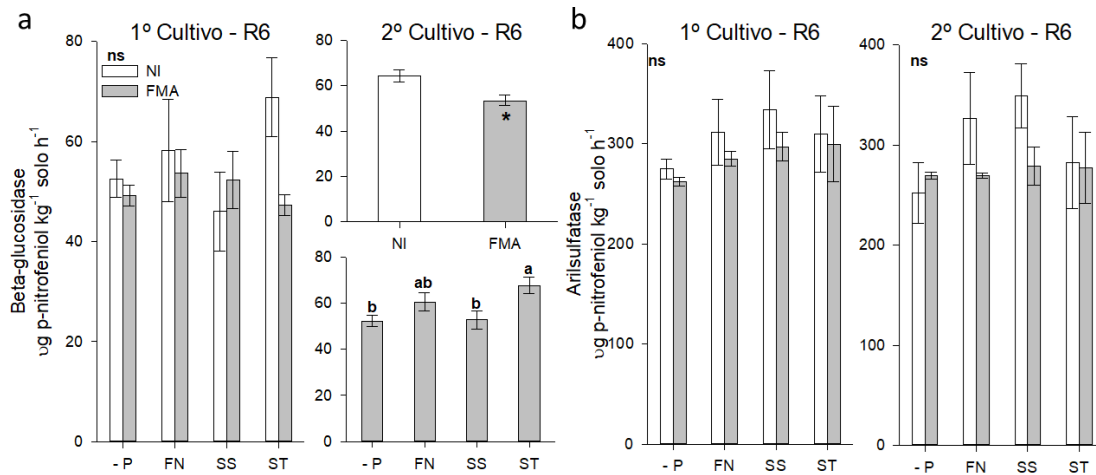 a
1º Cultivo - R6
2º Cultivo - R6
Beta-glucosidase
υg p-nitrofeniol kg-1 solo h-1
80
60
40
20
0
ns
NI
FMA
- P
FN
SS
ST
80
60
40
20
0
*
NI
FMA
80
60
40
20
0
b
ab
b
a
- P
FN
SS
ST
b
1º Cultivo - R6
2º Cultivo - R6
Arilsulfatase
υg p-nitrofeniol kg-1 solo h-1
400
300
200
100
0
ns
- P
FN
SS
ST
400
300
200
100
0
ns
- P
FN
SS
ST